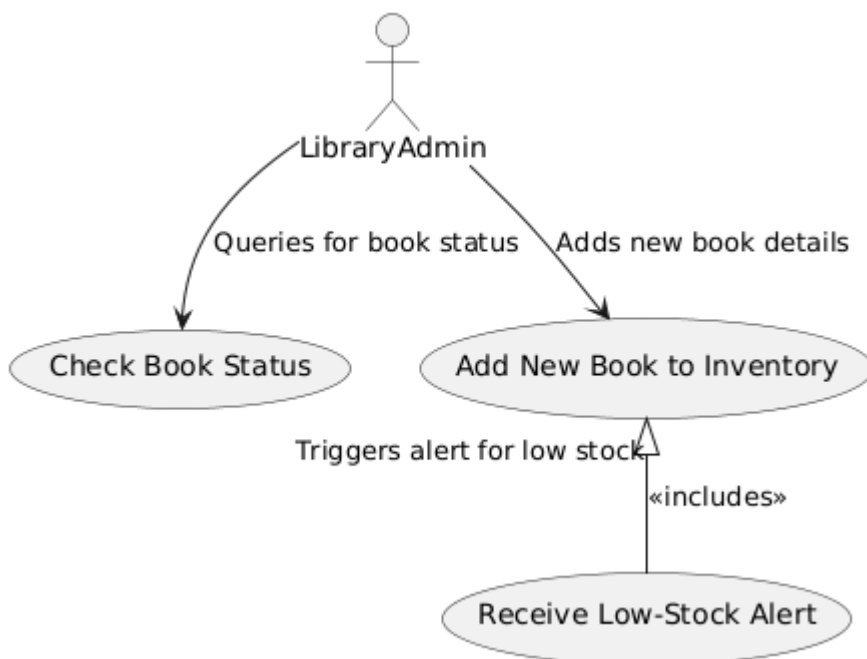 LibraryAdmin
Queries for book status
Adds new book details
Check Book Status
Add New Book to Inventory
Triggers alert for low stock
«includes»
Receive Low-Stock Alert